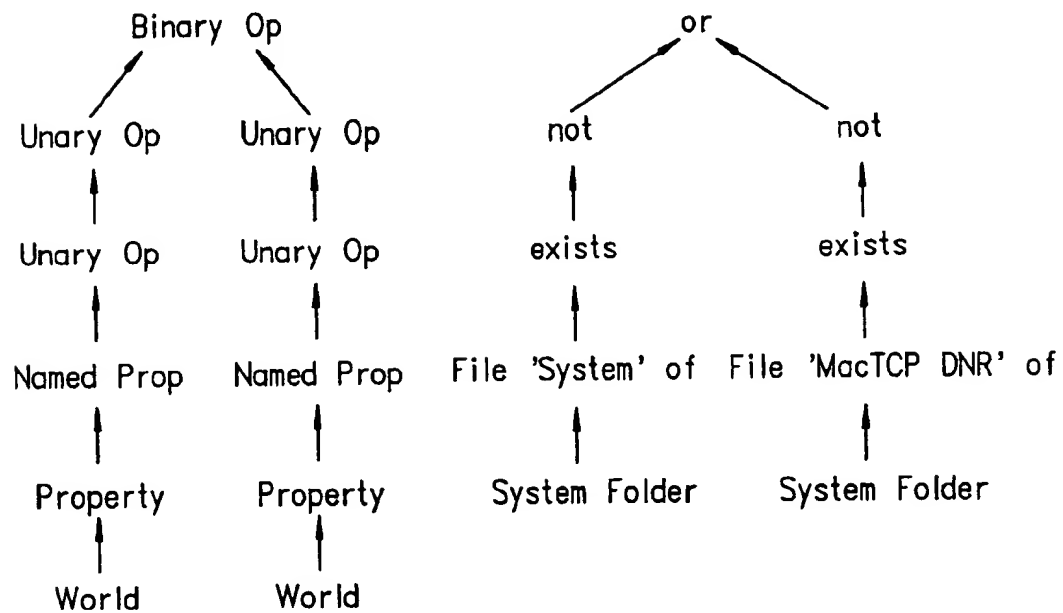 Binary Op
or
Unary Op Unary Op
not not
Unary Op Unary Op
exists exists
Named Prop Named Prop
File 'System' of File 'MacTCP DNR' of
Property Property
System Folder System Folder
World World